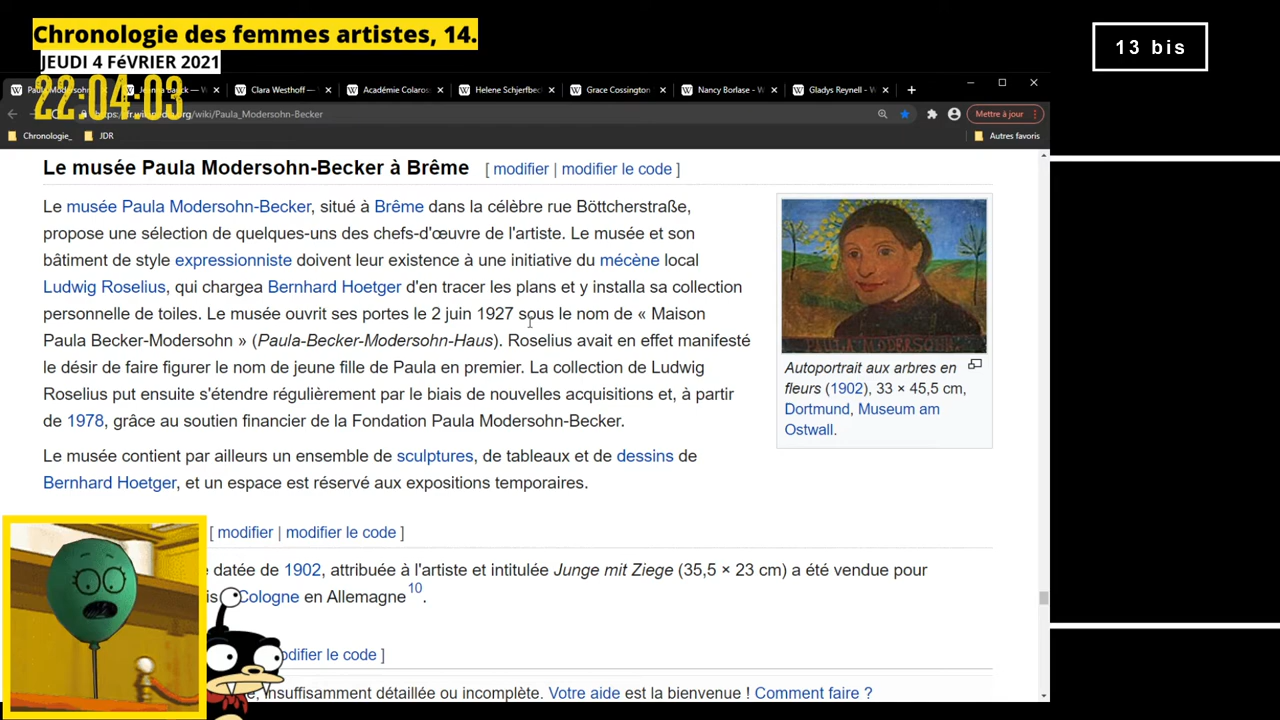 Chronologie des femmes artistes, 14.
13 bis
JEUDI 4 FéVRIER 2021
22:04:03
Clara Westhoff —
Académie Colaros
Helene Schjerfbec
Grace Cossington
Nancy Borlase — W
Gladys Reynell — W
.org/wiki/Paula_Modersohn-Becker
Mettre à jour
Chronologie_
JDR
Autres favoris
Le musée Paula Modersohn-Becker à Brême [ modifier | modifier le code ]
Le musée Paula Modersohn-Becker, situé à Brême dans la célèbre rue Böttcherstraße,
propose une sélection de quelques-uns des chefs-d'œuvre de l'artiste. Le musée et son
bâtiment de style expressionniste doivent leur existence à une initiative du mécène local
Ludwig Roselius, qui chargea Bernhard Hoetger d'en tracer les plans et y installa sa collection
personnelle de toiles. Le musée ouvrit ses portes le 2 juin 1927 sous le nom de « Maison
Paula Becker-Modersohn » (Paula-Becker-Modersohn-Haus). Roselius avait en effet manifesté
le désir de faire figurer le nom de jeune fille de Paula en premier. La collection de Ludwig
Roselius put ensuite s'étendre régulièrement par le biais de nouvelles acquisitions et, à partir
de 1978, grâce au soutien financier de la Fondation Paula Modersohn-Becker.
Autoportrait aux arbres en
fleurs (1902), 33 × 45,5 cm,
Dortmund, Museum am
Ostwall.
Le musée contient par ailleurs un ensemble de sculptures, de tableaux et de dessins de
Bernhard Hoetger, et un espace est réservé aux expositions temporaires.
[ modifier | modifier le code ]
datée de 1902, attribuée à l'artiste et intitulée Junge mit Ziege (35,5 × 23 cm) a été vendue pour
Cologne en Allemagne10.
modifier le code ]
insuffisamment détaillée ou incomplète. Votre aide est la bienvenue ! Comment faire ?